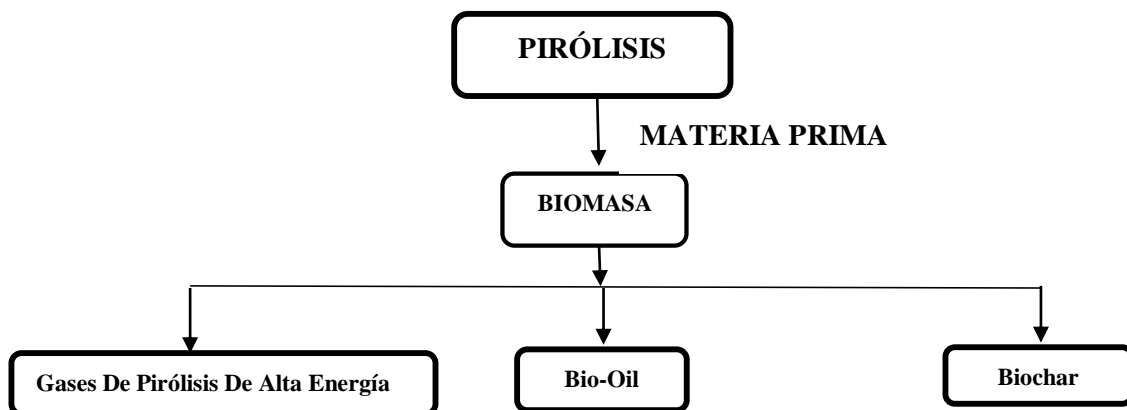 PIRÓLISIS
MATERIA PRIMA
BIOMASA
Gases De Pirólisis De Alta Energía
Bio-Oil
Biochar